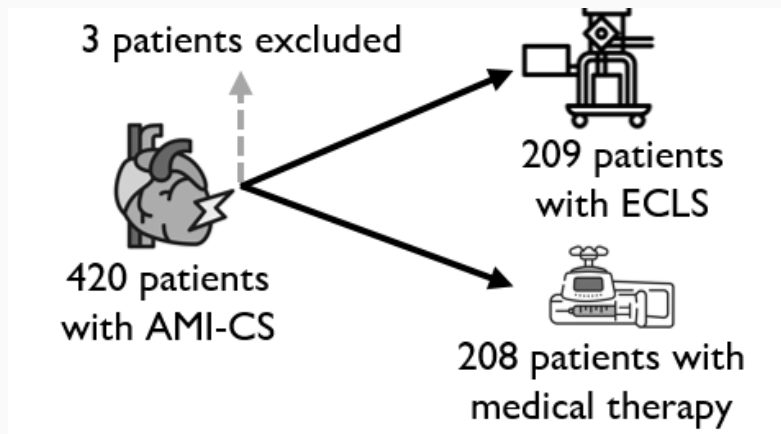 3 patients excluded
209 patients
with ECLS
420 patients
with AMI-CS
208 patients with
medical therapy